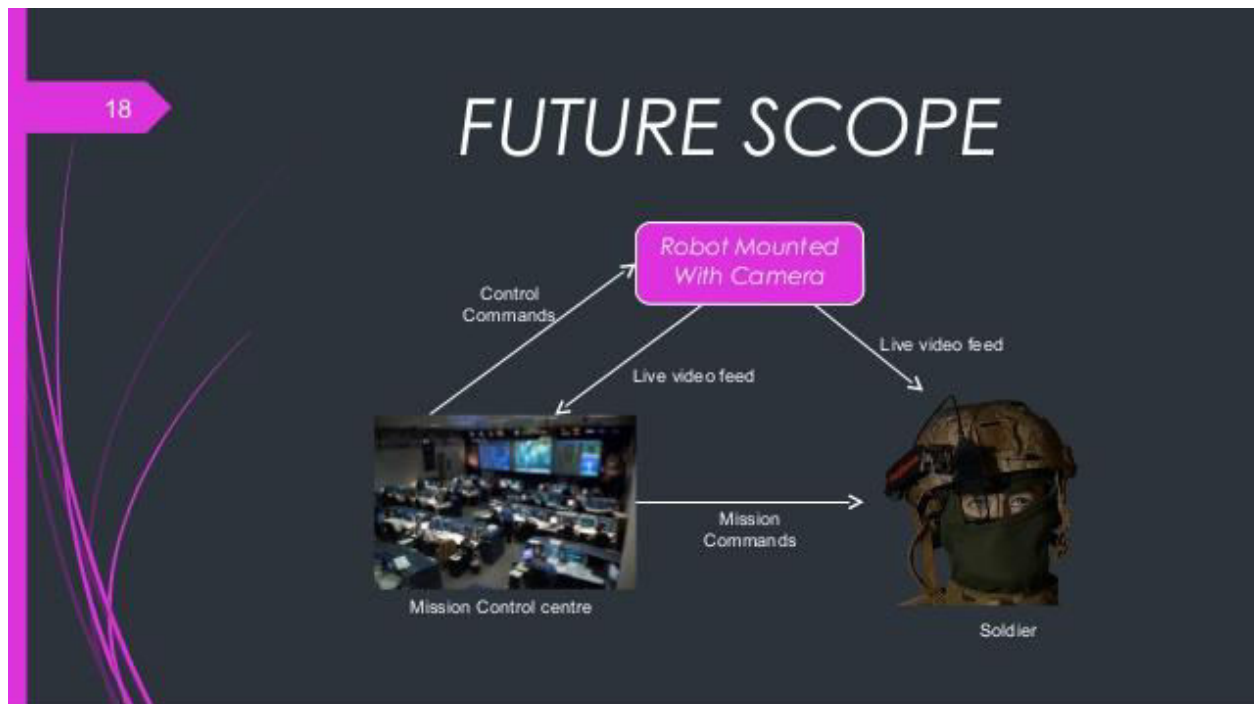 18
FUTURE SCOPE
Robot Mounted
With Camera
Control
Commands
Live video feed
Live video feed
Mission
Commands
Mission Control centre
Soldier